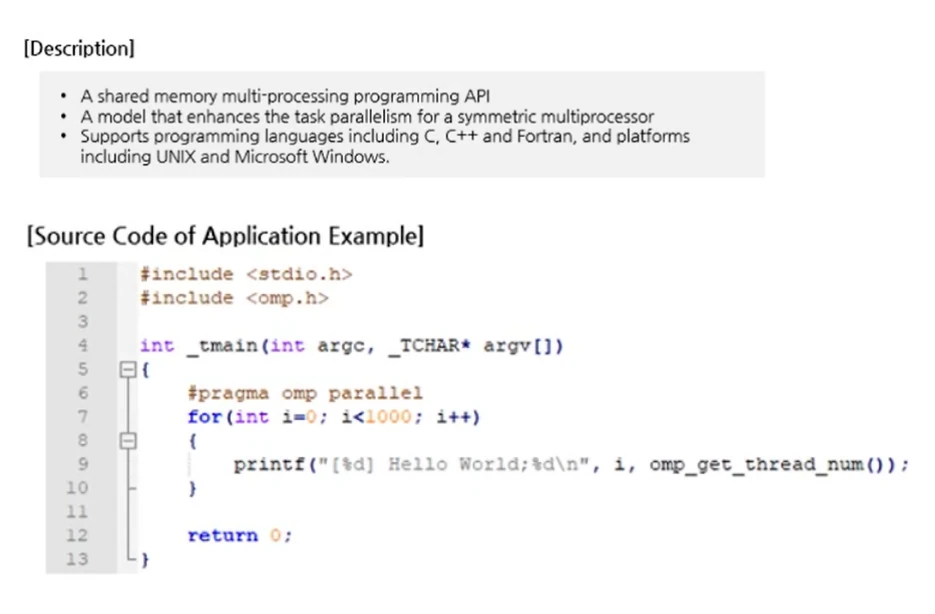 [Description]
• A shared memory multi-processing programming API
• A model that enhances the task parallelism for a symmetric multiprocessor
• Supports programming languages including C, C++ and Fortran, and platforms
including UNIX and Microsoft Windows.
[Source Code of Application Example]
1 #include <stdio.h>
2 #include <omp.h>
3
4 int _tmain(int argc, _TCHAR* argv[])
5 {
6 #pragma omp parallel
7 for(int i=0; i<1000; i++)
8 {
9 printf("[%d] Hello World;%d\n", i, omp_get_thread_num());
10 }
11
12 return 0;
13 }